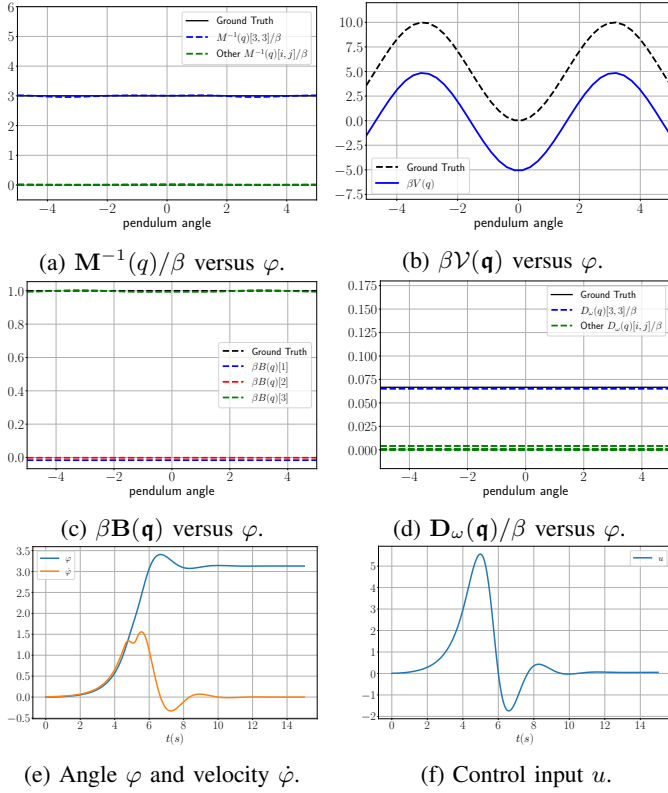 6
5
4
3
2
1
0
Ground Truth
M⁻¹(q)[3, 3]/β
Other M⁻¹(q)[i, j]/β
−4 −2 0 2 4
pendulum angle
(a) M⁻¹(q)/β versus φ.
10.0
7.5
5.0
2.5
0.0
−2.5
−5.0
−7.5
Ground Truth
βV(q)
−4 −2 0 2 4
pendulum angle
(b) β𝒱(𝖖) versus φ.
1.0
0.8
0.6
0.4
0.2
0.0
Ground Truth
βB(q)[1]
βB(q)[2]
βB(q)[3]
−4 −2 0 2 4
pendulum angle
(c) βB(𝖖) versus φ.
0.175
0.150
0.125
0.100
0.075
0.050
0.025
0.000
Ground Truth
D_ω(q)[3, 3]/β
Other D_ω(q)[i, j]/β
−4 −2 0 2 4
pendulum angle
(d) D_ω(𝖖)/β versus φ.
3.5
3.0
2.5
2.0
1.5
1.0
0.5
0.0
−0.5
φ
φ̇
0 2 4 6 8 10 12 14
t(s)
(e) Angle φ and velocity φ̇.
5
4
3
2
1
0
−1
−2
u
0 2 4 6 8 10 12 14
t(s)
(f) Control input u.